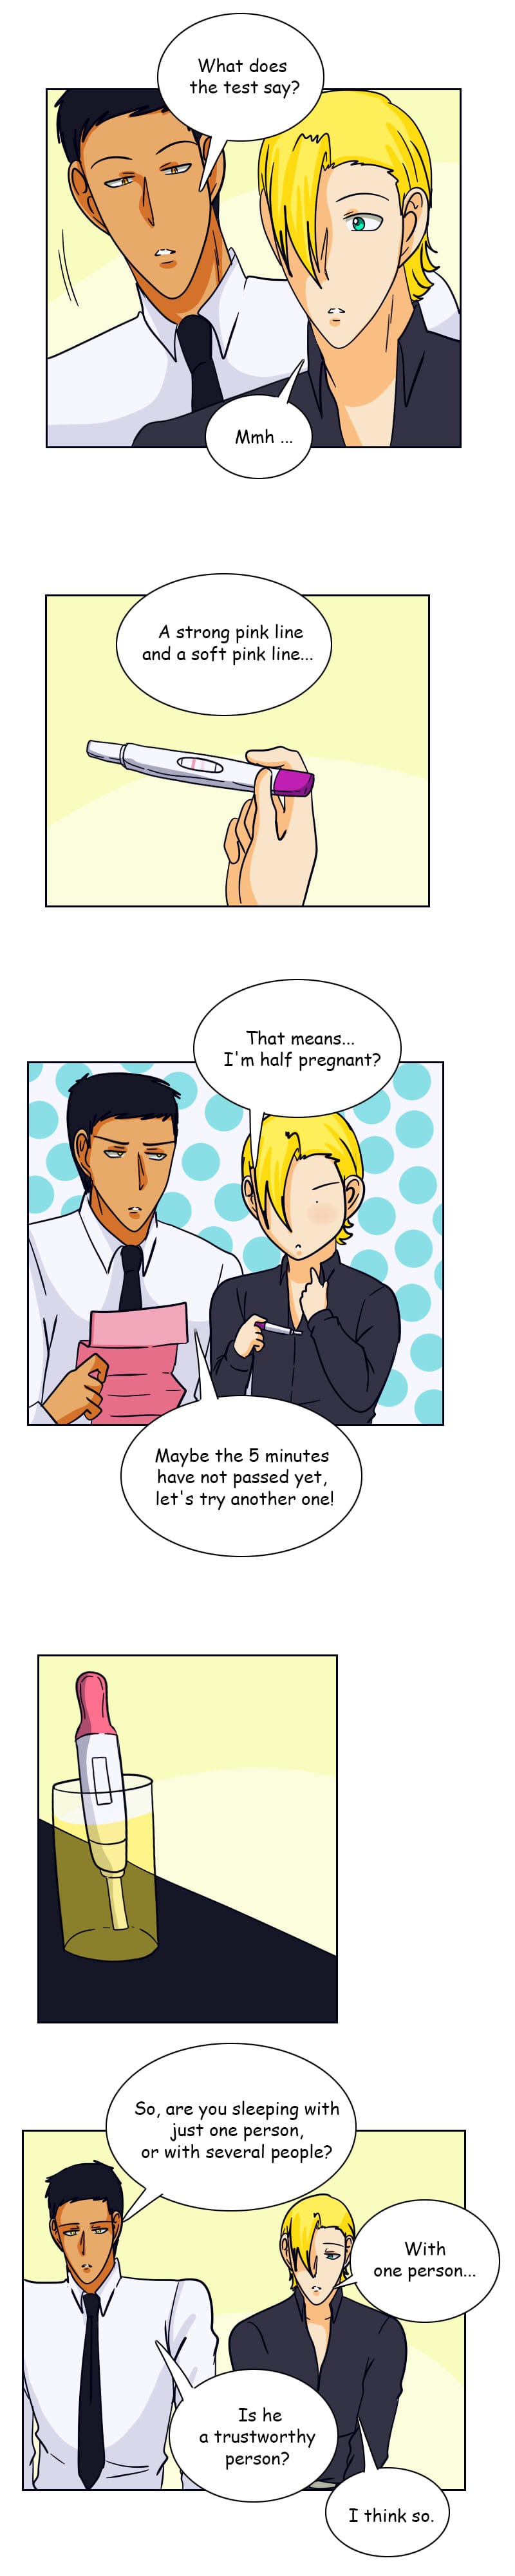 What does
the test say?
Mmh ...
A strong pink line
and a soft pink line...
That means...
I'm half pregnant?
Maybe the 5 minutes
have not passed yet,
let's try another one!
So, are you sleeping with
just one person,
or with several people?
With
one person...
Is he
a trustworthy
person?
I think so.